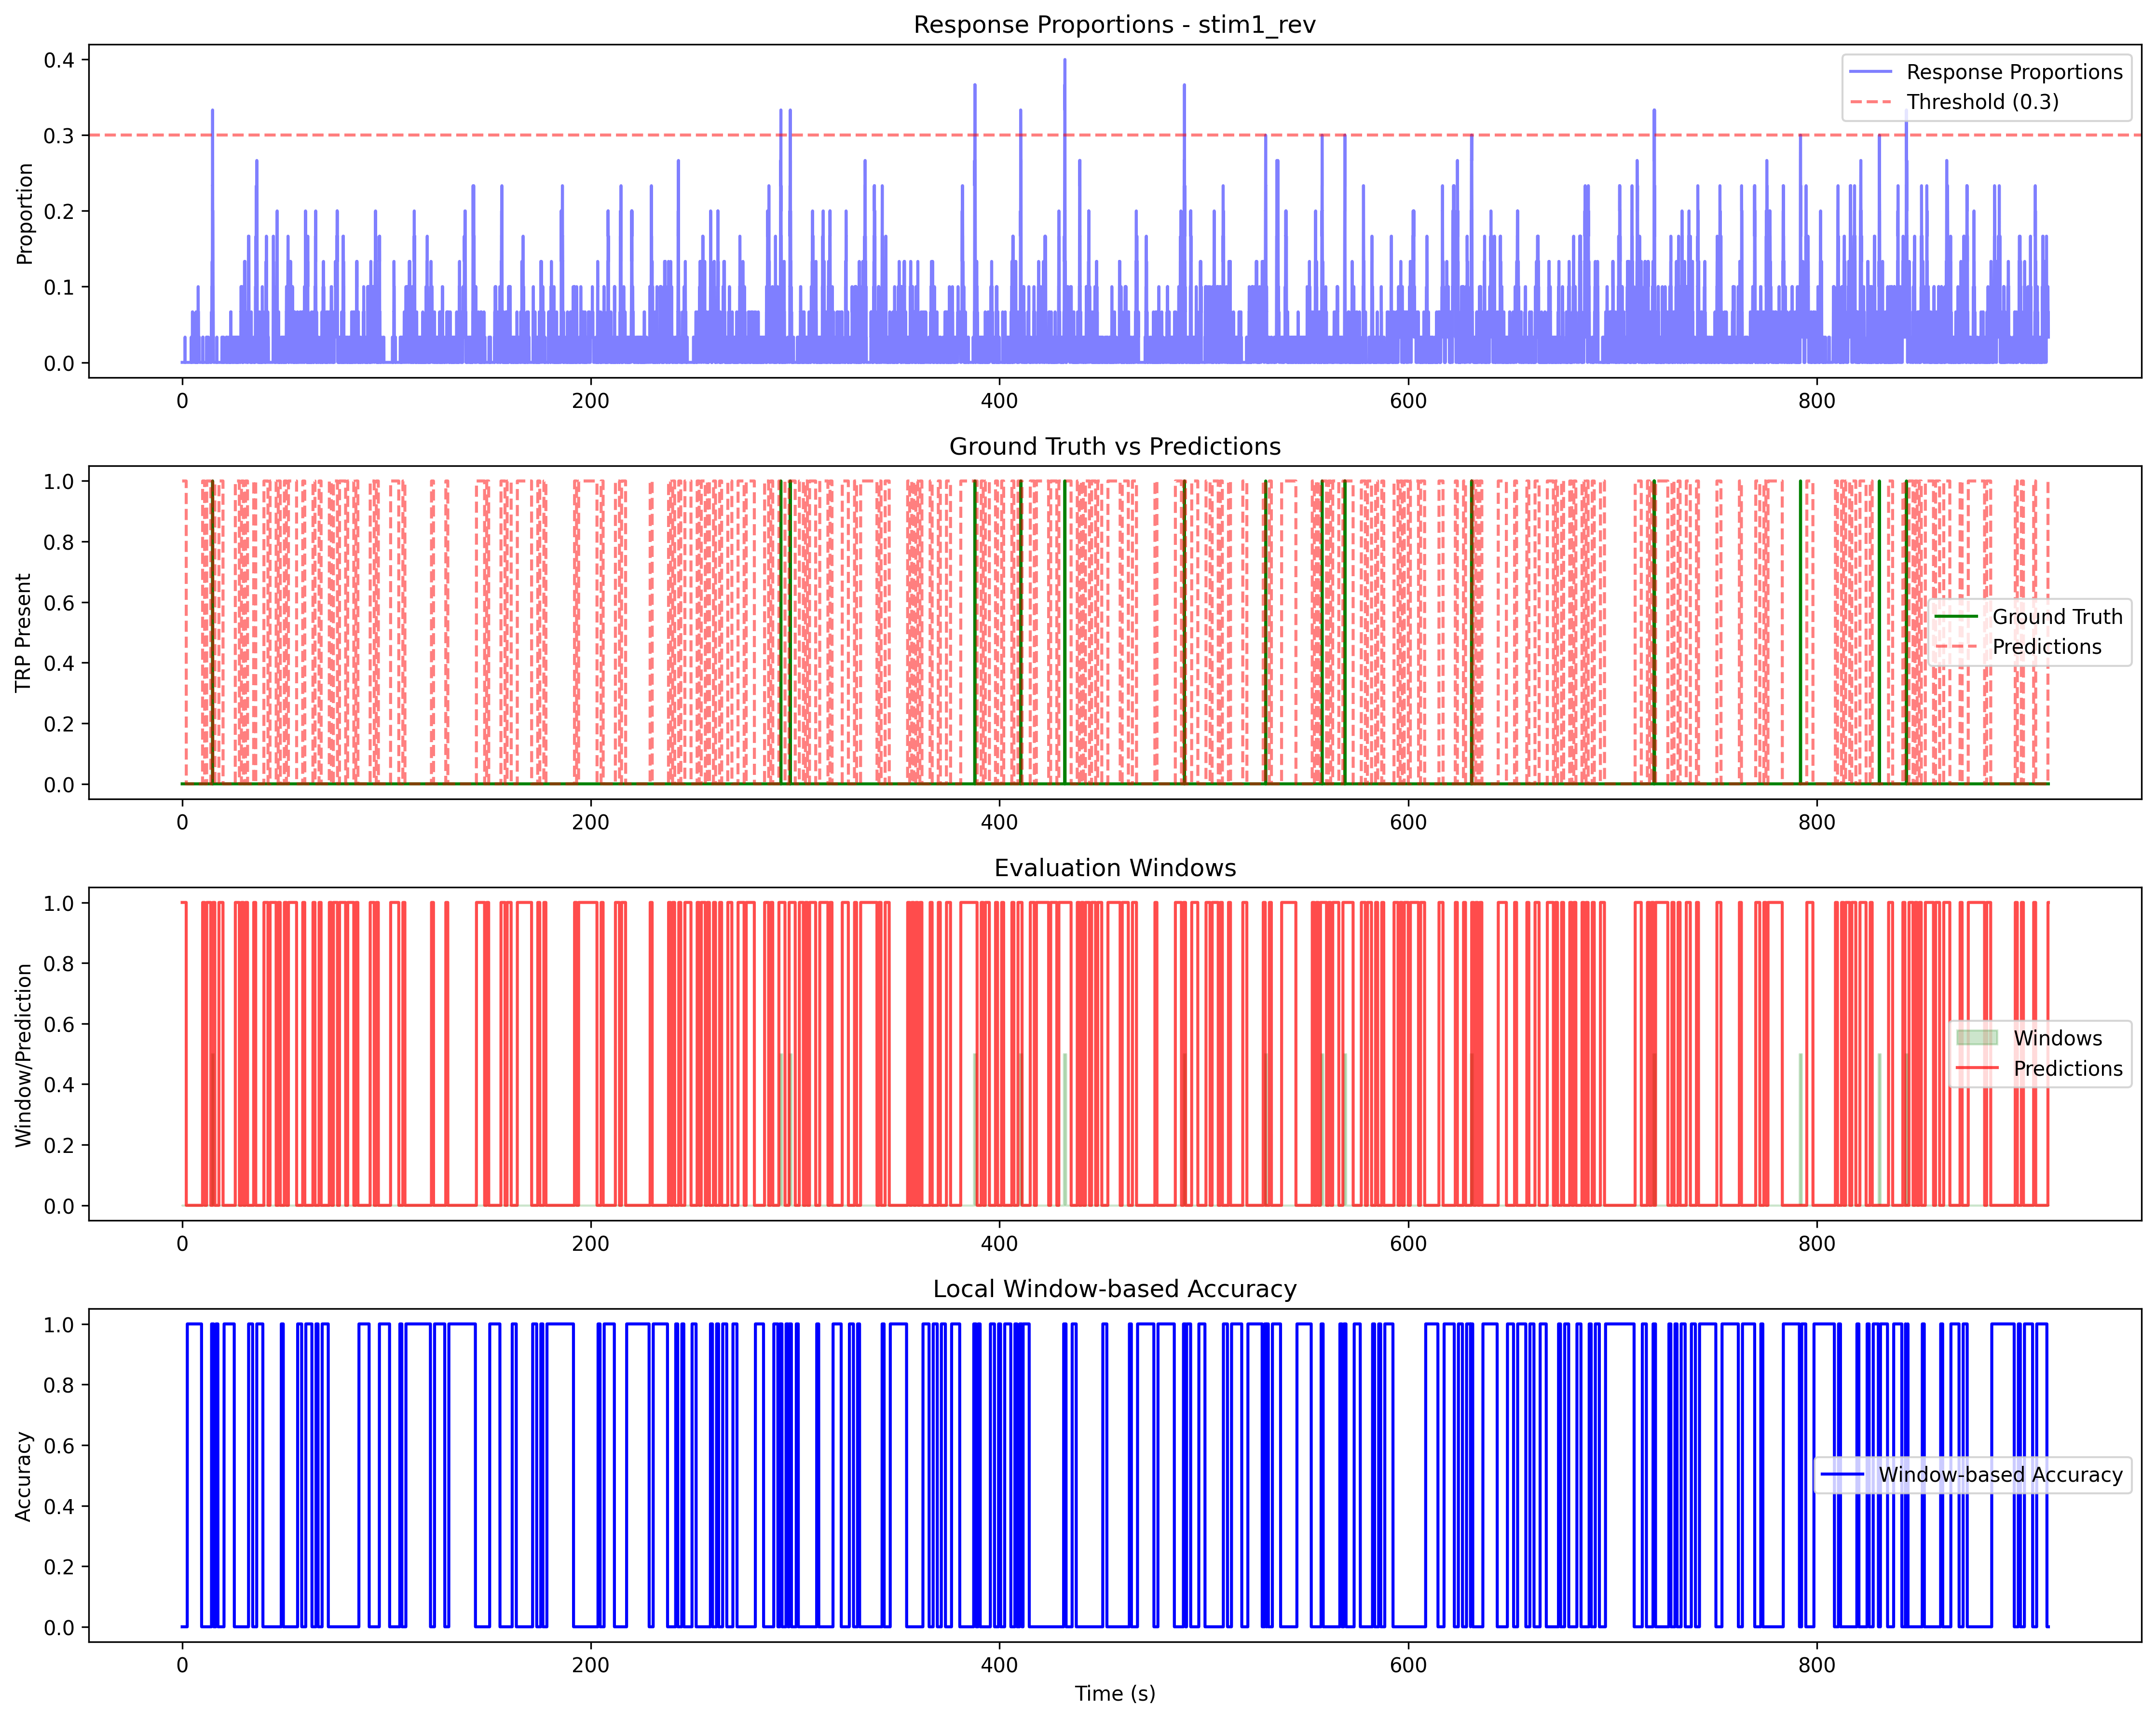 Response Proportions - stim1_rev
Proportion
0.4
0.3
0.2
0.1
0.0
Response Proportions
Threshold (0.3)
0 200 400 600 800
Ground Truth vs Predictions
TRP Present
1.0
0.8
0.6
0.4
0.2
0.0
Ground Truth
Predictions
0 200 400 600 800
Evaluation Windows
Window/Prediction
1.0
0.8
0.6
0.4
0.2
0.0
Windows
Predictions
0 200 400 600 800
Local Window-based Accuracy
Accuracy
1.0
0.8
0.6
0.4
0.2
0.0
Window-based Accuracy
0 200 400 600 800
Time (s)